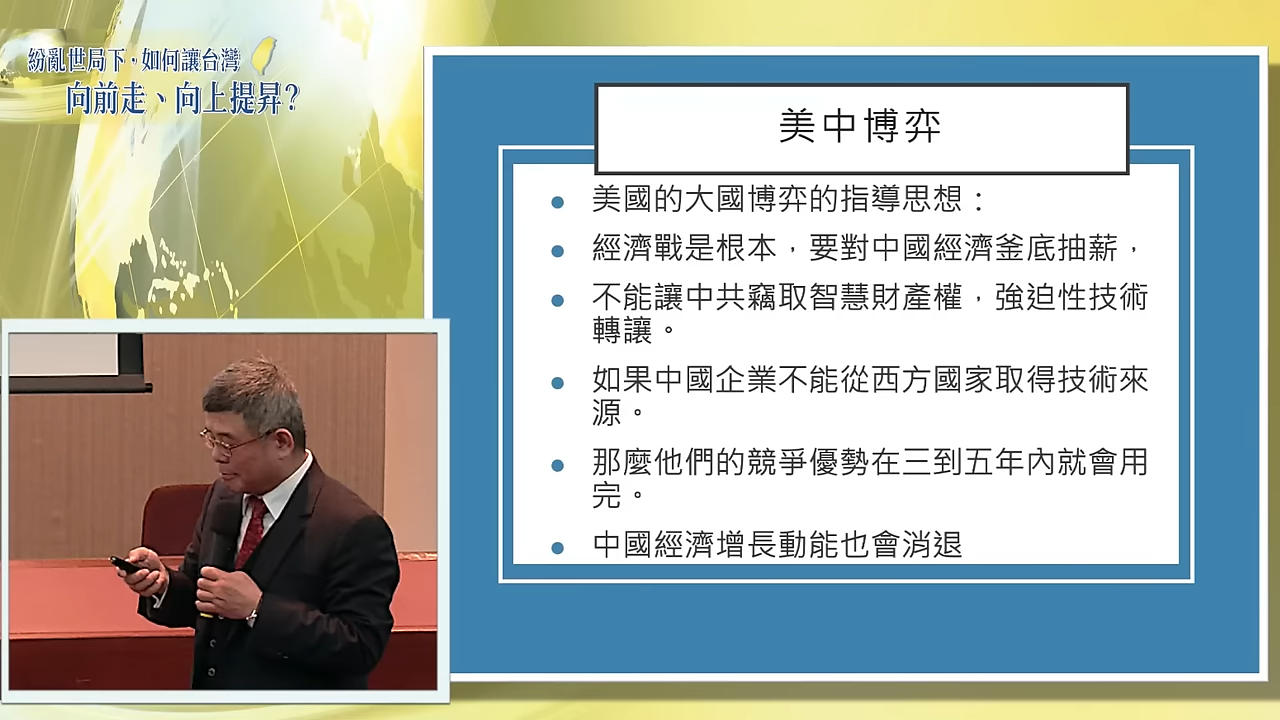 紛亂世局下，如何讓台灣
向前走、向上提昇？
美中博弈
美國的大國博弈的指導思想：
經濟戰是根本，要對中國經濟釜底抽薪，
不能讓中共竊取智慧財產權，強迫性技術
轉讓。
如果中國企業不能從西方國家取得技術來
源。
那麼他們的競爭優勢在三到五年內就會用
完。
中國經濟增長動能也會消退